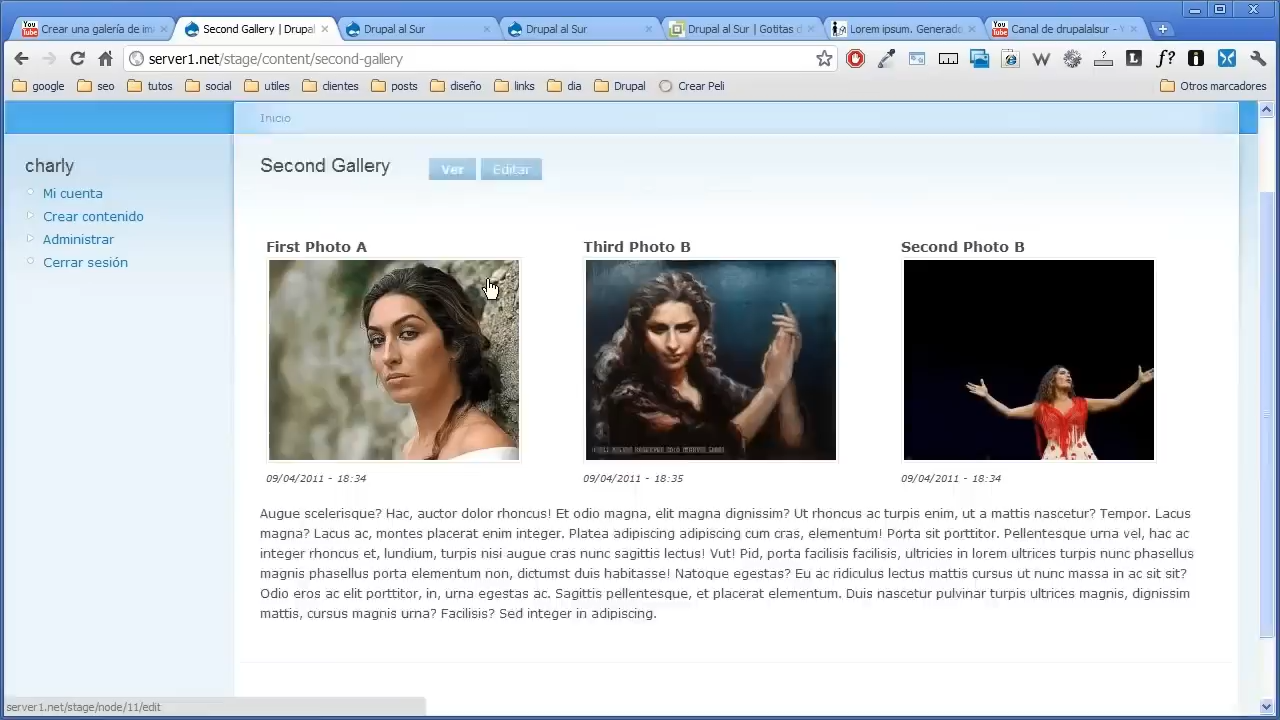 Crear una galería de im
Second Gallery | Drupal
Drupal al Sur
Drupal al Sur
Drupal al Sur | Gotitas d
Lorem ipsum. Generado
Canal de drupalalsur - Y
server1.net/stage/content/second-gallery
google
seo
tutos
social
utiles
clientes
posts
diseño
links
dia
Drupal
Crear Peli
Otros marcadores
Inicio
charly
Mi cuenta
Crear contenido
Administrar
Cerrar sesión
Second Gallery
Ver
Editar
First Photo A
Third Photo B
Second Photo B
09/04/2011 - 18:34
09/04/2011 - 18:35
09/04/2011 - 18:34
Augue scelerisque? Hac, auctor dolor rhoncus! Et odio magna, elit magna dignissim? Ut rhoncus ac turpis enim, ut a mattis nascetur? Tempor. Lacus
magna? Lacus ac, montes placerat enim integer. Platea adipiscing adipiscing cum cras, elementum! Porta sit porttitor. Pellentesque urna vel, hac ac
integer rhoncus et, lundium, turpis nisi augue cras nunc sagittis lectus! Vut! Pid, porta facilisis facilisis, ultricies in lorem ultrices turpis nunc phasellus
magnis phasellus porta elementum non, dictumst duis habitasse! Natoque egestas? Eu ac ridiculus lectus mattis cursus ut nunc massa in ac sit sit?
Odio eros ac elit porttitor, in, urna egestas ac. Sagittis pellentesque, et placerat elementum. Duis nascetur pulvinar turpis ultrices magnis, dignissim
mattis, cursus magnis urna? Facilisis? Sed integer in adipiscing.
server1.net/stage/node/11/edit